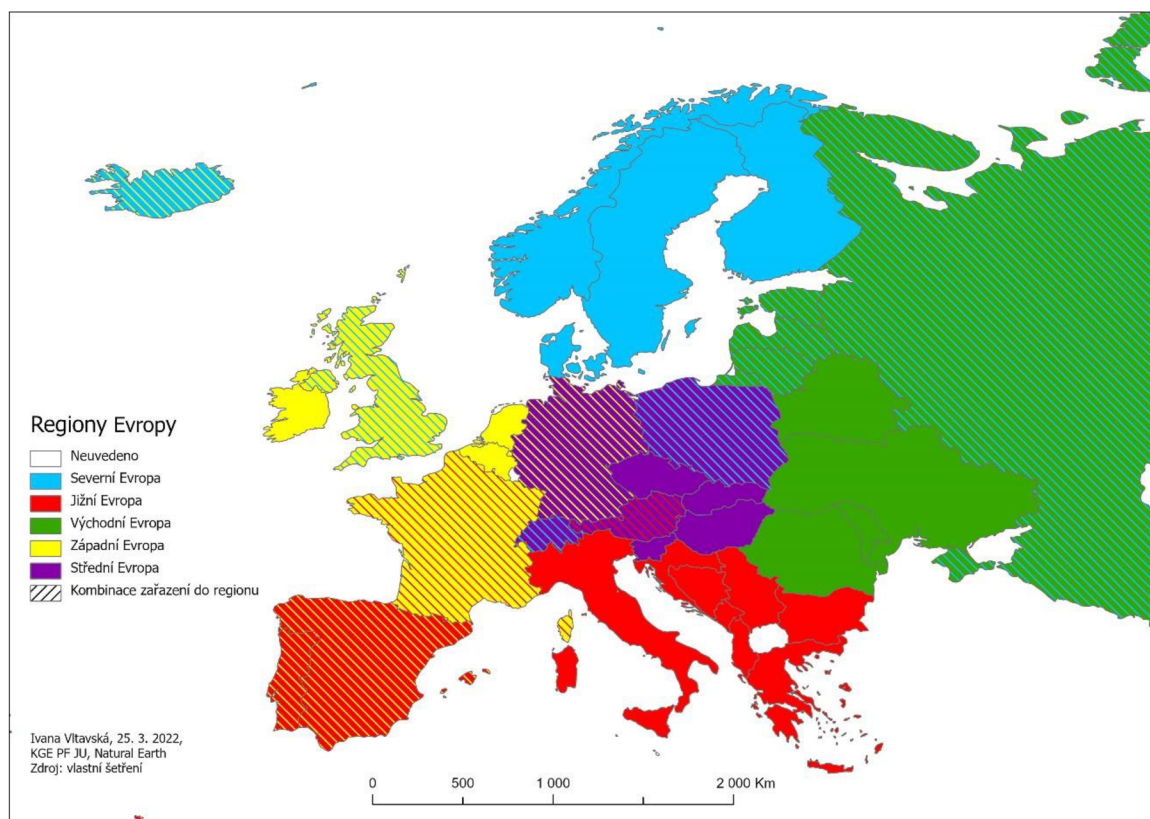 Regiony Evropy
Neuvedeno
Severní Evropa
Jižní Evropa
Východní Evropa
Západní Evropa
Střední Evropa
Kombinace zařazení do regionu
Ivana Vltavská, 25. 3. 2022,
KGE PF JU, Natural Earth
Zdroj: vlastní šetření
0 500 1 000 2 000 Km